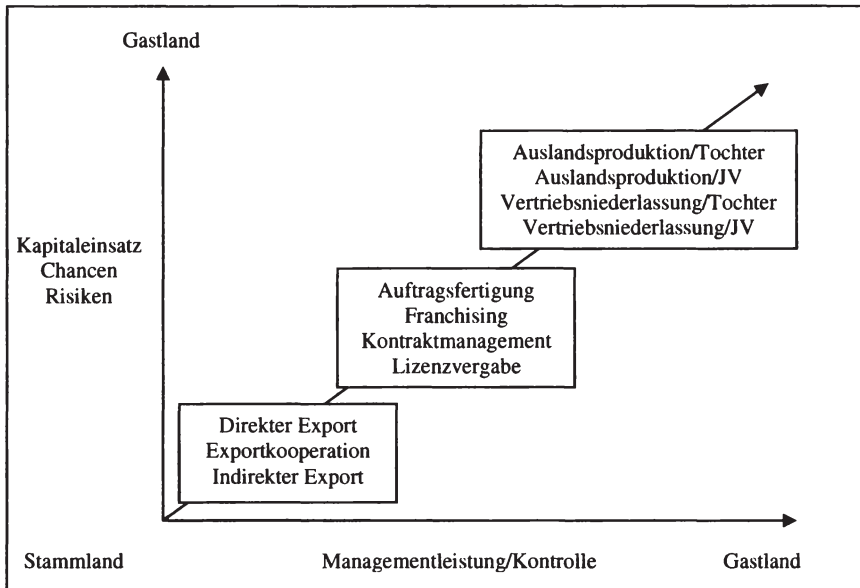 Gastland
Auslandsproduktion/Tochter
Auslandsproduktion/JV
Vertriebsniederlassung/Tochter
Vertriebsniederlassung/JV
Kapitaleinsatz
Chancen
Risiken
Auftragsfertigung
Franchising
Kontraktmanagement
Lizenzvergabe
Direkter Export
Exportkooperation
Indirekter Export
Stammland Managementleistung/Kontrolle Gastland